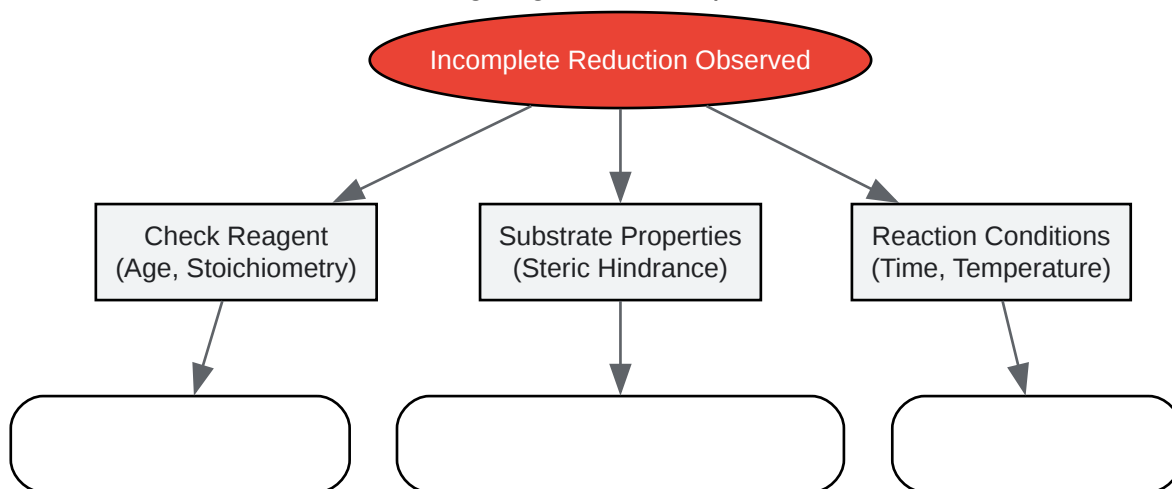 Incomplete Reduction Observed
Check Reagent
(Age, Stoichiometry)
Substrate Properties
(Steric Hindrance)
Reaction Conditions
(Time, Temperature)